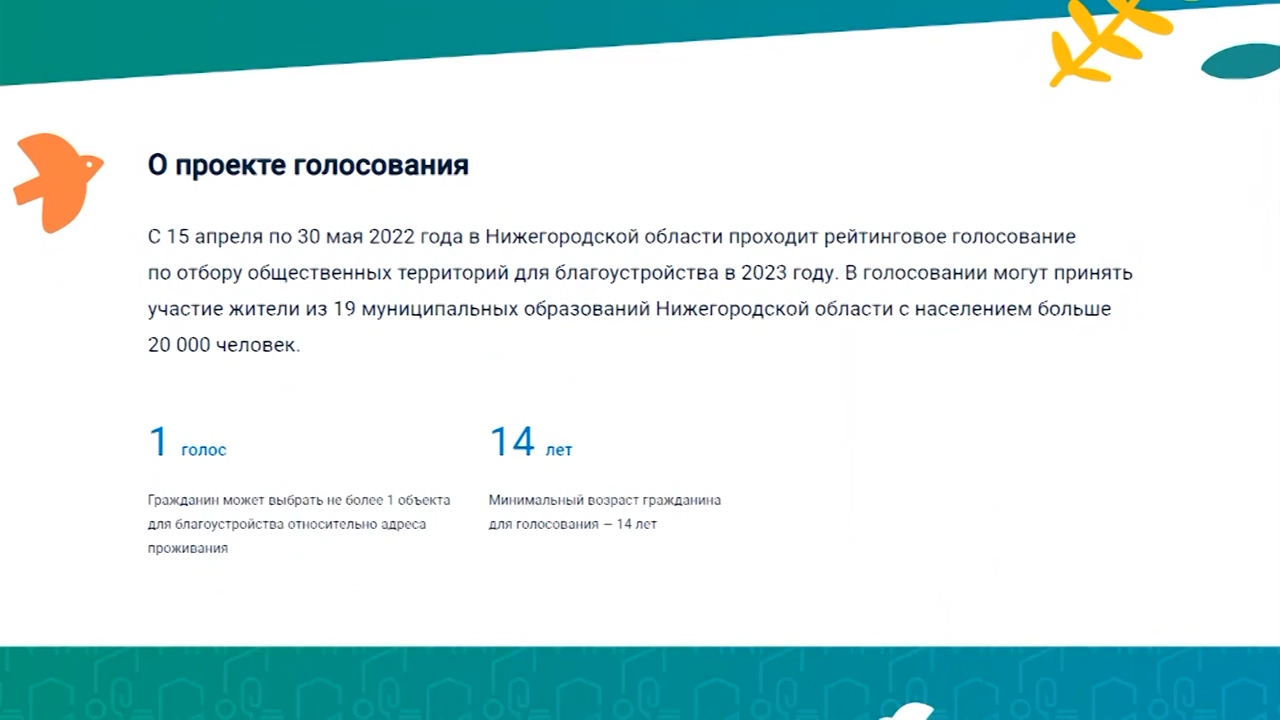 О проекте голосования
С 15 апреля по 30 мая 2022 года в Нижегородской области проходит рейтинговое голосование
по отбору общественных территорий для благоустройства в 2023 году. В голосовании могут принять
участие жители из 19 муниципальных образований Нижегородской области с населением больше
20 000 человек.
1 голос
Гражданин может выбрать не более 1 объекта
для благоустройства относительно адреса
проживания
14 лет
Минимальный возраст гражданина
для голосования – 14 лет